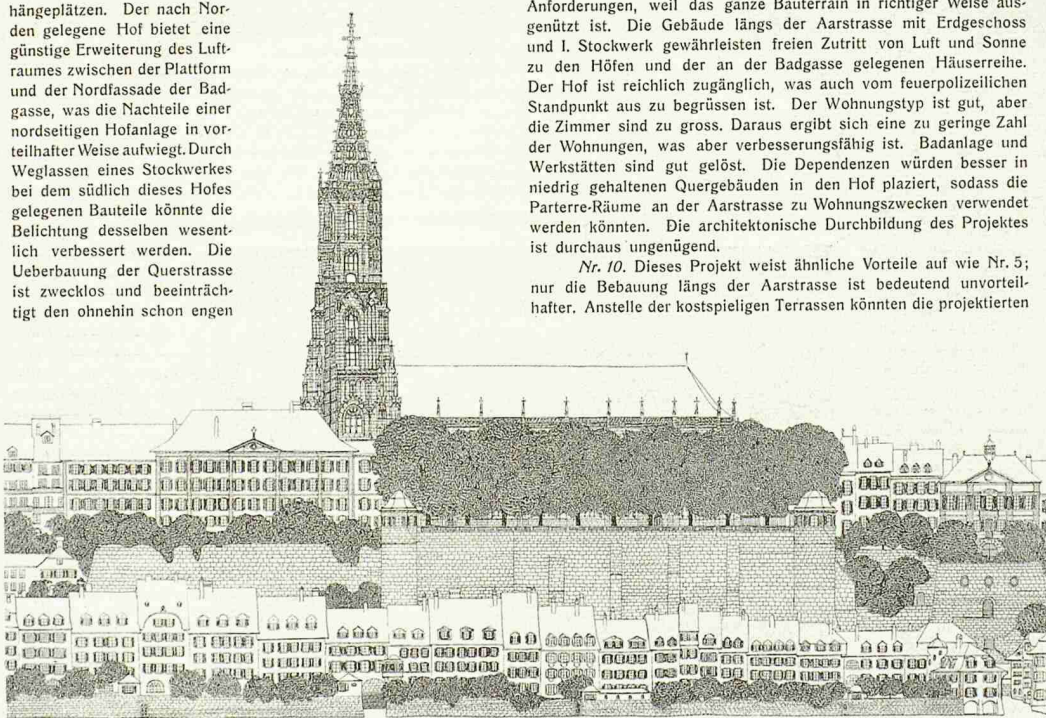 hängeplätzen. Der nach Nor-
den gelegene Hof bietet eine
günstige Erweiterung des Luft-
raumes zwischen der Plattform
und der Nordfassade der Bad-
gasse, was die Nachteile einer
nordseitigen Hofanlage in vor-
teilhafter Weise aufwiegt. Durch
Weglassen eines Stockwerkes
bei dem südlich dieses Hofes
gelegenen Bauteile könnte die
Belichtung desselben wesent-
lich verbessert werden. Die
Ueberbauung der Querstrasse
ist zwecklos und beeinträch-
tigt den ohnehin schon engen
Anforderungen, weil das ganze Bauterrain in richtiger Weise aus-
genützt ist. Die Gebäude längs der Aarstrasse mit Erdgeschoss
und I. Stockwerk gewährleisten freien Zutritt von Luft und Sonne
zu den Höfen und der an der Badgasse gelegenen Häuserreihe.
Der Hof ist reichlich zugänglich, was auch vom feuerpolizeilichen
Standpunkt aus zu begrüssen ist. Der Wohnungstyp ist gut, aber
die Zimmer sind zu gross. Daraus ergibt sich eine zu geringe Zahl
der Wohnungen, was aber verbesserungsfähig ist. Badanlage und
Werkstätten sind gut gelöst. Die Dependenzen würden besser in
niedrig gehaltenen Quergebäuden in den Hof plaziert, sodass die
Parterre-Räume an der Aarstrasse zu Wohnungszwecken verwendet
werden könnten. Die architektonische Durchbildung des Projektes
ist durchaus ungenügend.
Nr. 10. Dieses Projekt weist ähnliche Vorteile auf wie Nr. 5;
nur die Bebauung längs der Aarstrasse ist bedeutend unvorteil-
hafter. Anstelle der kostspieligen Terrassen könnten die projektierten